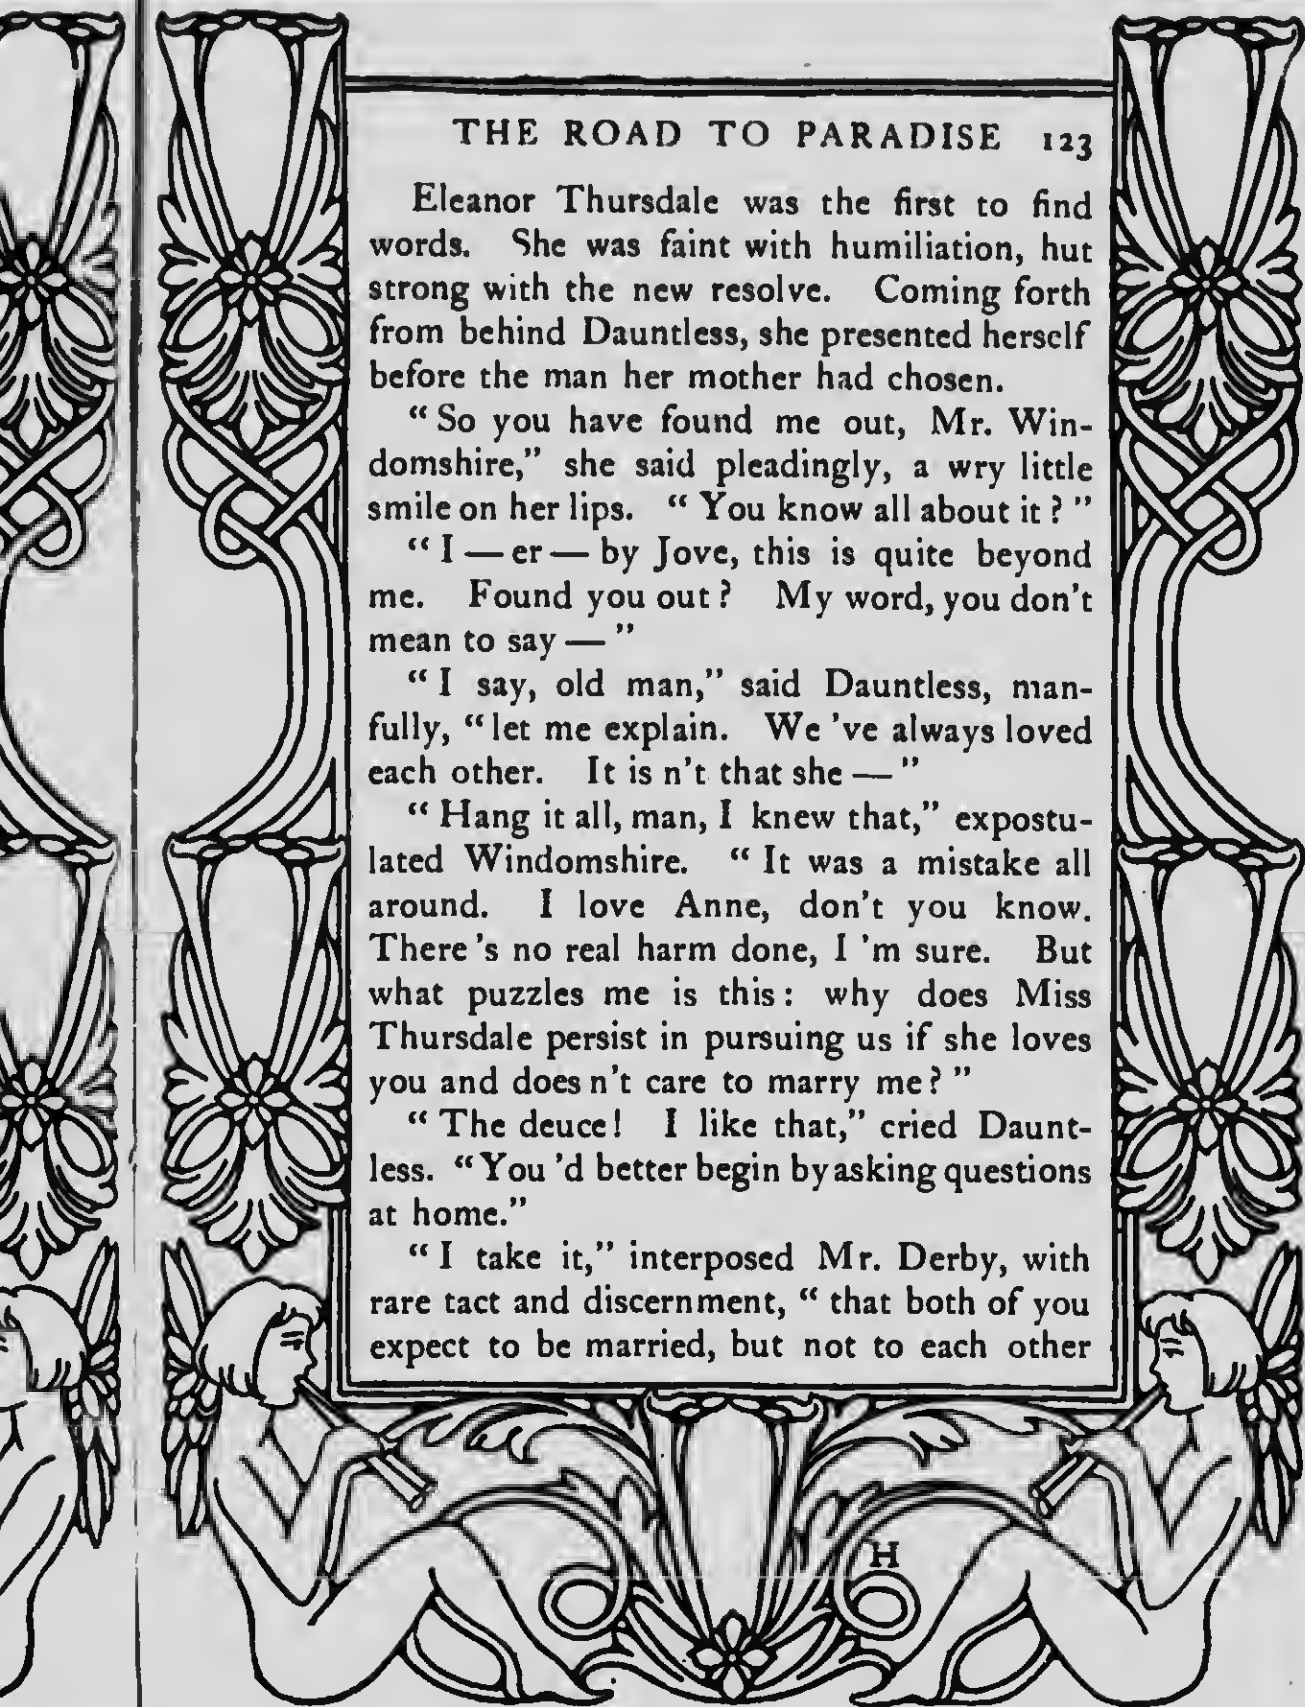 THE ROAD TO PARADISE 123
Eleanor Thursdale was the first to find
words. She was faint with humiliation, hut
strong with the new resolve. Coming forth
from behind Dauntless, she presented herself
before the man her mother had chosen.
“So you have found me out, Mr. Win-
domshire,” she said pleadingly, a wry little
smile on her lips. “You know all about it?”
“I — er — by Jove, this is quite beyond
me. Found you out? My word, you don't
mean to say — ”
“I say, old man,” said Dauntless, man-
fully, “let me explain. We 've always loved
each other. It is n't that she — ”
“Hang it all, man, I knew that,” expostu-
lated Windomshire. “It was a mistake all
around. I love Anne, don't you know.
There 's no real harm done, I 'm sure. But
what puzzles me is this: why does Miss
Thursdale persist in pursuing us if she loves
you and does n't care to marry me?”
“The deuce! I like that,” cried Daunt-
less. “You 'd better begin by asking questions
at home.”
“I take it,” interposed Mr. Derby, with
rare tact and discernment, “that both of you
expect to be married, but not to each other
H